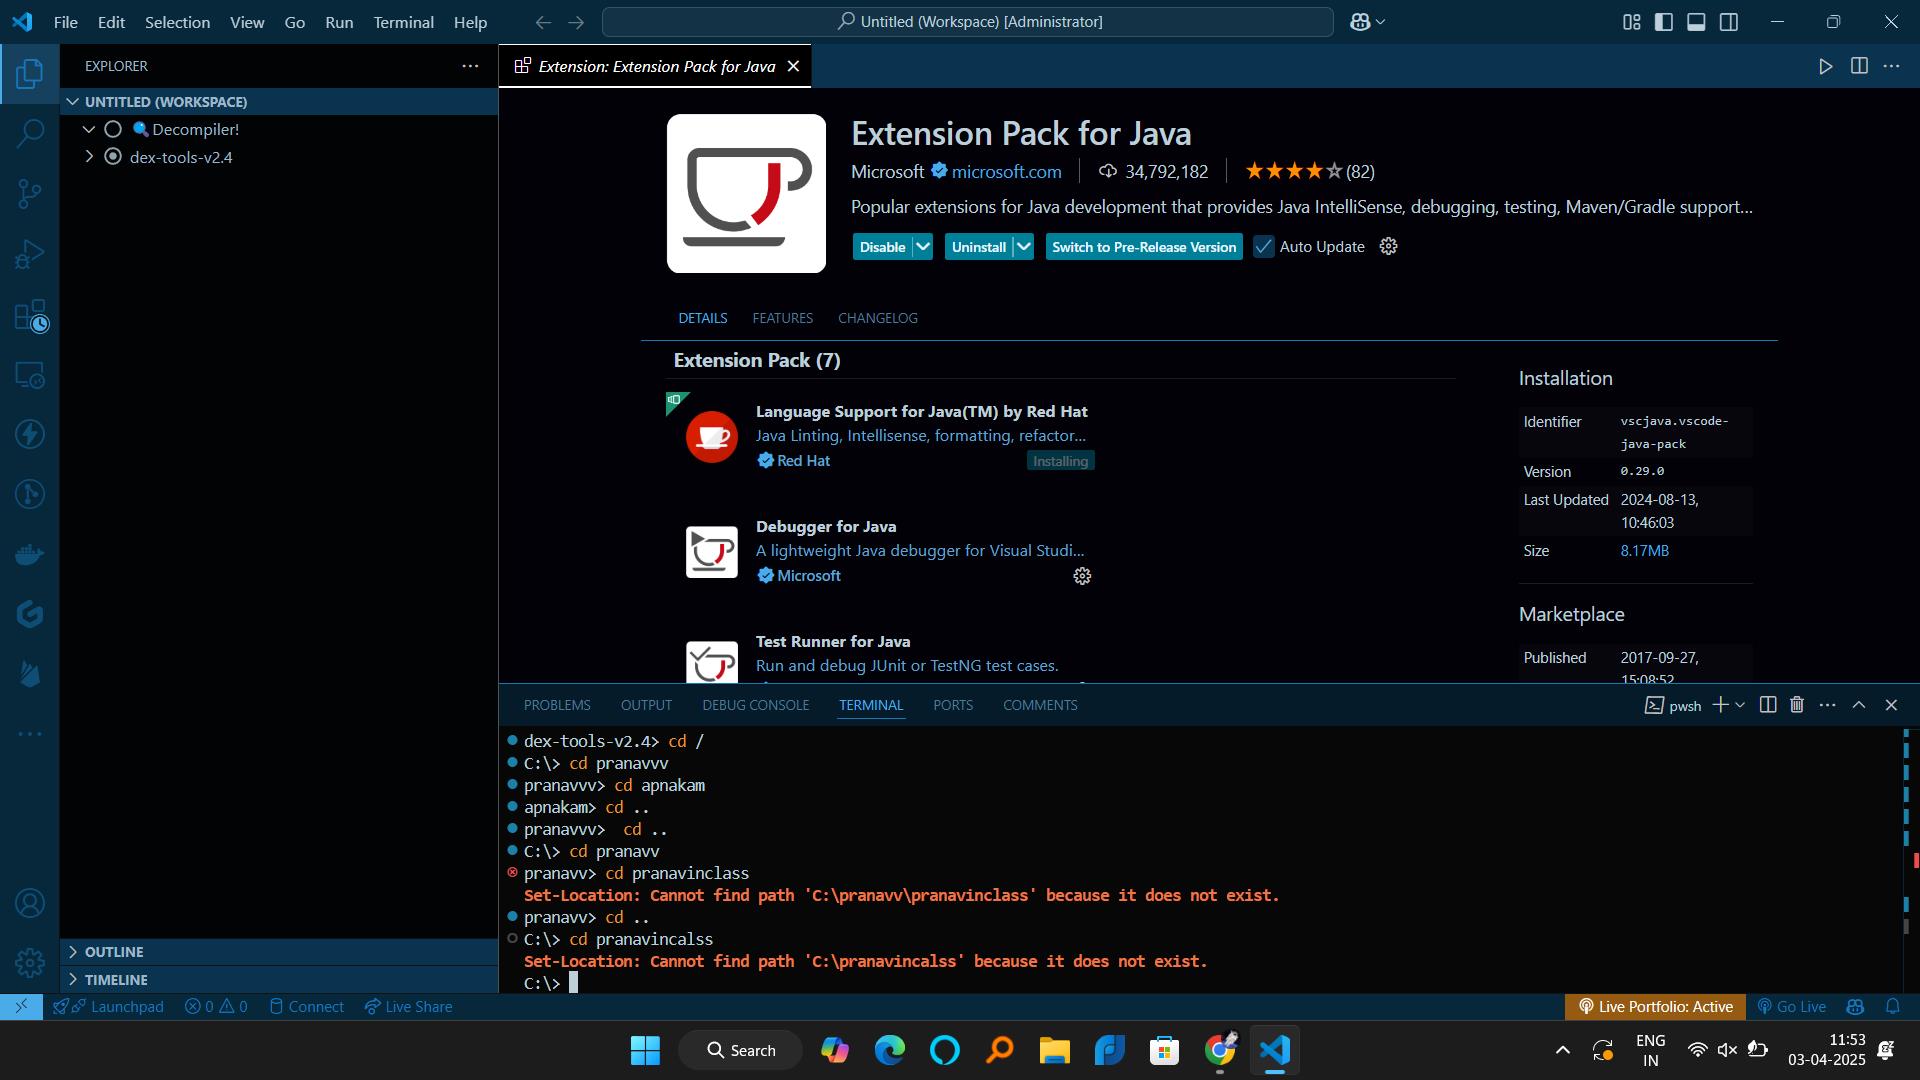 File Edit Selection View Go Run Terminal Help
Untitled (Workspace) [Administrator]
EXPLORER
UNTITLED (WORKSPACE)
Decompiler!
dex-tools-v2.4
OUTLINE
TIMELINE
Extension: Extension Pack for Java
Extension Pack for Java
Microsoft microsoft.com 34,792,182 (82)
Popular extensions for Java development that provides Java IntelliSense, debugging, testing, Maven/Gradle support...
Disable Uninstall Switch to Pre-Release Version Auto Update
DETAILS FEATURES CHANGELOG
Extension Pack (7)
Language Support for Java(TM) by Red Hat
Java Linting, Intellisense, formatting, refactor...
Red Hat Installing
Debugger for Java
A lightweight Java debugger for Visual Studi...
Microsoft
Test Runner for Java
Run and debug JUnit or TestNG test cases.
Installation
Identifier vscjava.vscode-
java-pack
Version 0.29.0
Last Updated 2024-08-13,
10:46:03
Size 8.17MB
Marketplace
Published 2017-09-27,
15:08:52
PROBLEMS OUTPUT DEBUG CONSOLE TERMINAL PORTS COMMENTS
pwsh
dex-tools-v2.4> cd /
C:\> cd pranavvv
pranavvv> cd apnakam
apnakam> cd ..
pranavvv>  cd ..
C:\> cd pranavv
pranavv> cd pranavinclass
Set-Location: Cannot find path 'C:\pranavv\pranavinclass' because it does not exist.
pranavv> cd ..
C:\> cd pranavincalss
Set-Location: Cannot find path 'C:\pranavincalss' because it does not exist.
C:\>
Launchpad 0 0 Connect Live Share
Live Portfolio: Active Go Live
Search
ENG
IN
11:53
03-04-2025